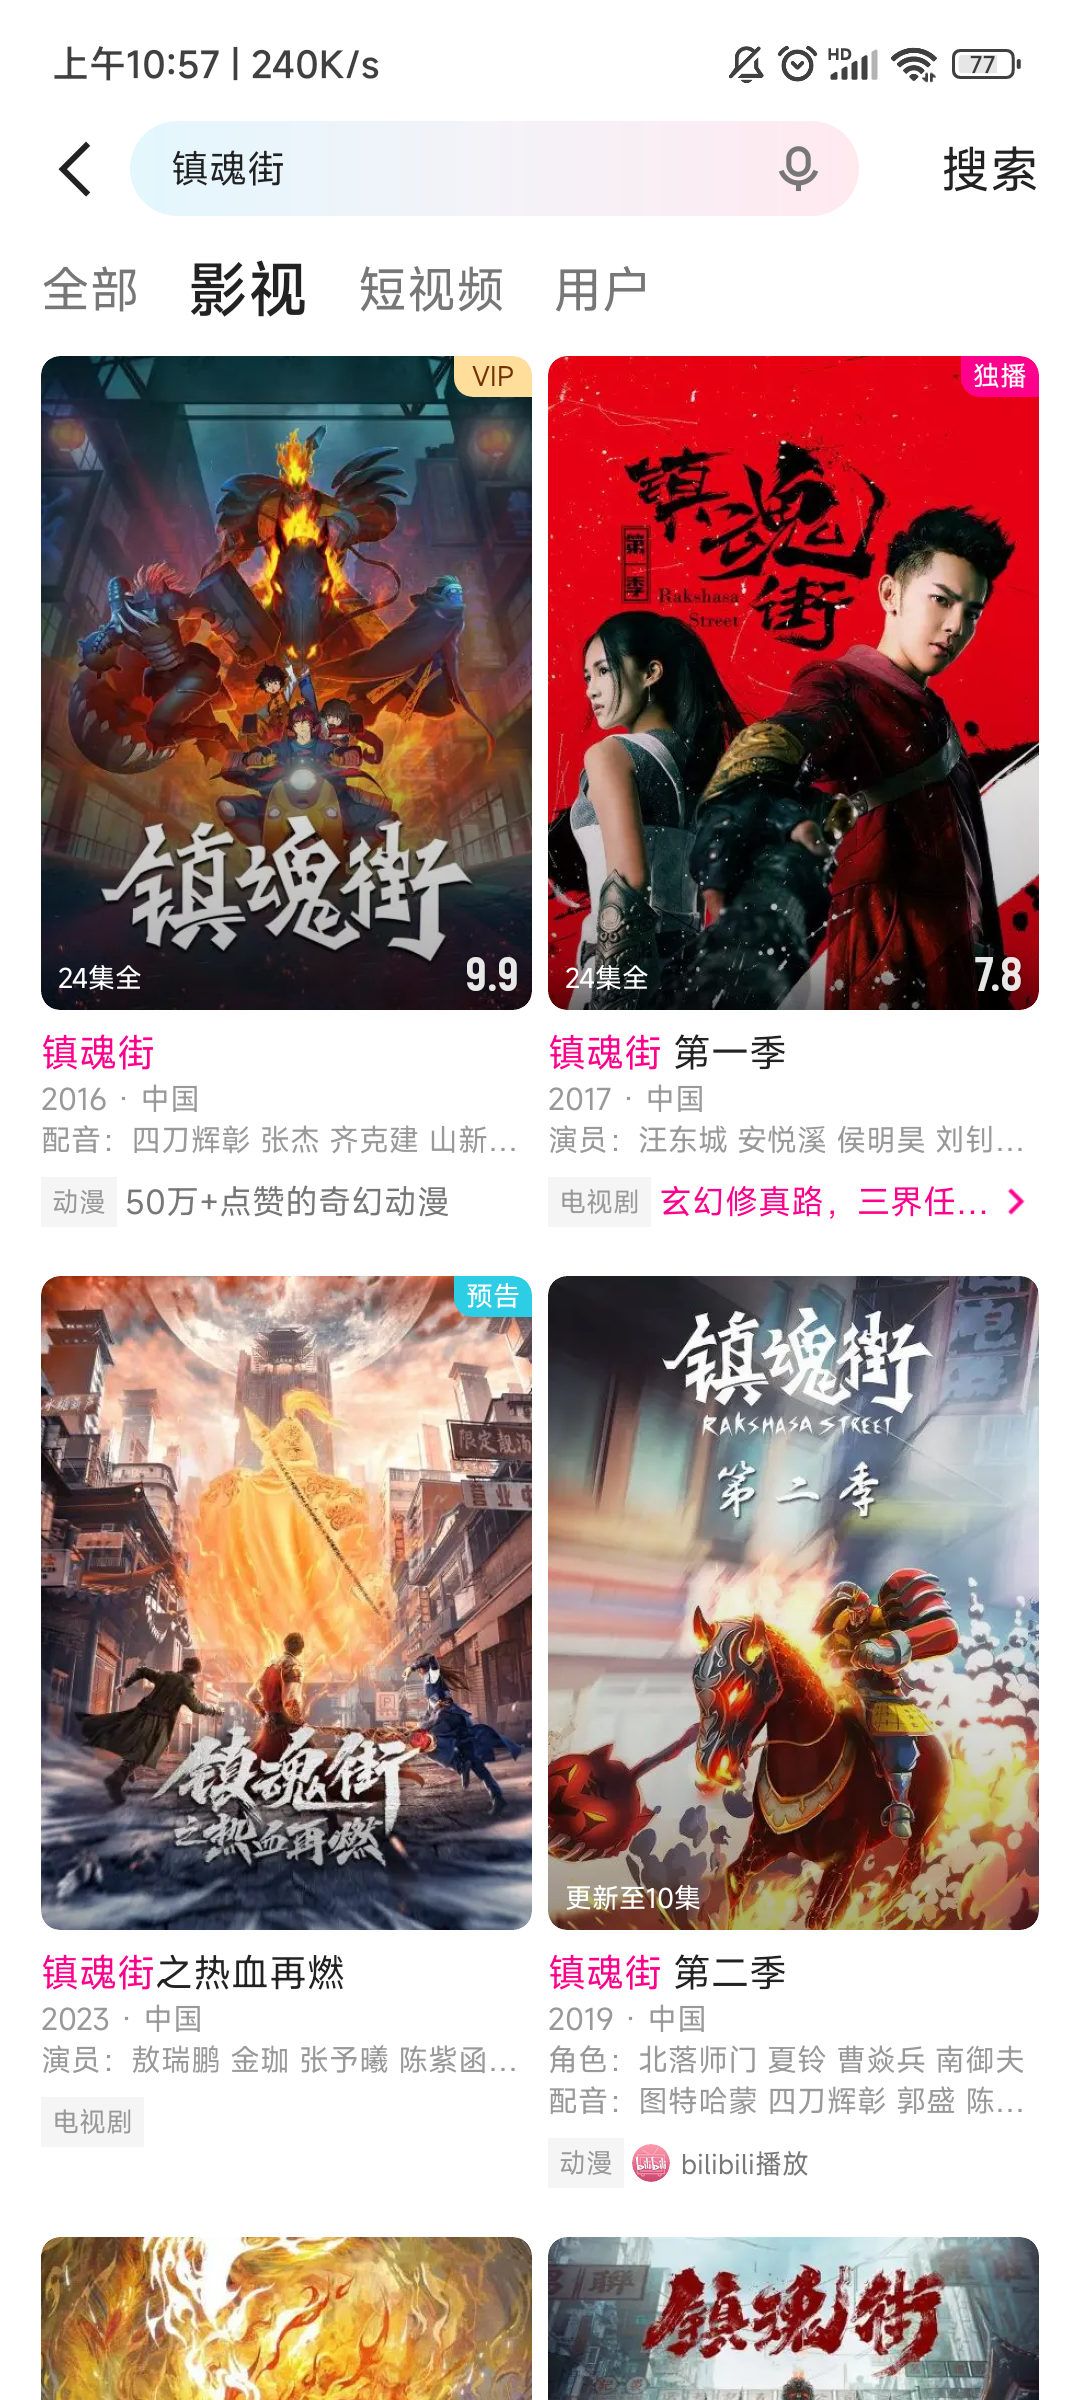 上午10:57 | 240K/s
HD
77
镇魂街
搜索
全部 影视 短视频 用户
VIP
镇魂街
24集全
9.9
独播
镇魂街
第一季
Rakshasa
Street
24集全
7.8
镇魂街
2016 · 中国
配音：四刀辉彰 张杰 齐克建 山新...
动漫 50万+点赞的奇幻动漫
镇魂街 第一季
2017 · 中国
演员：汪东城 安悦溪 侯明昊 刘钊...
电视剧 玄幻修真路，三界任...
预告
限定靓汤
营业中
镇魂街
之热血再燃
镇魂街
RAKSHASA STREET
第二季
更新至10集
镇魂街之热血再燃
2023 · 中国
演员：敖瑞鹏 金珈 张予曦 陈紫函...
电视剧
镇魂街 第二季
2019 · 中国
角色：北落师门 夏铃 曹焱兵 南御夫
配音：图特哈蒙 四刀辉彰 郭盛 陈...
动漫 bilibili bilibili播放
镇魂街